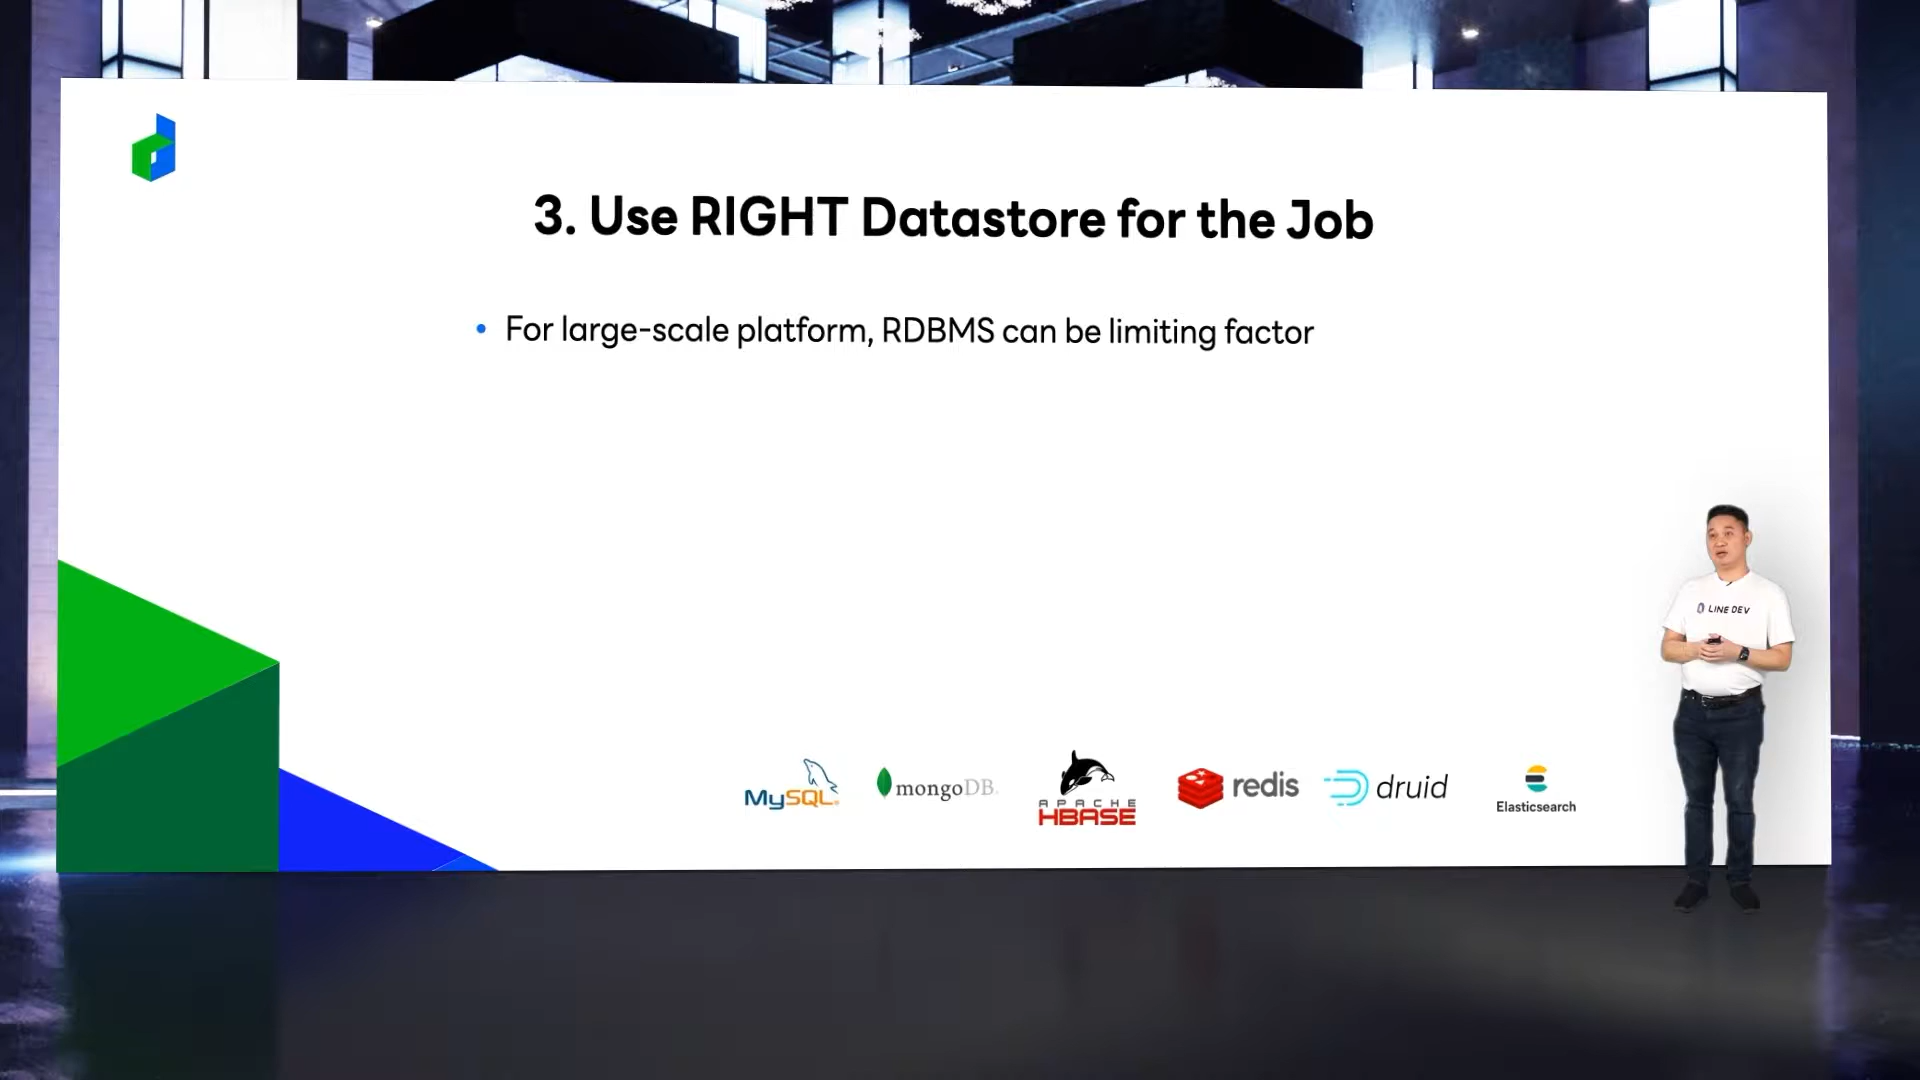 3. Use RIGHT Datastore for the Job
• For large-scale platform, RDBMS can be limiting factor
LINE DEV
MySQL®
mongoDB.
APACHE
HBASE
redis
druid
Elasticsearch